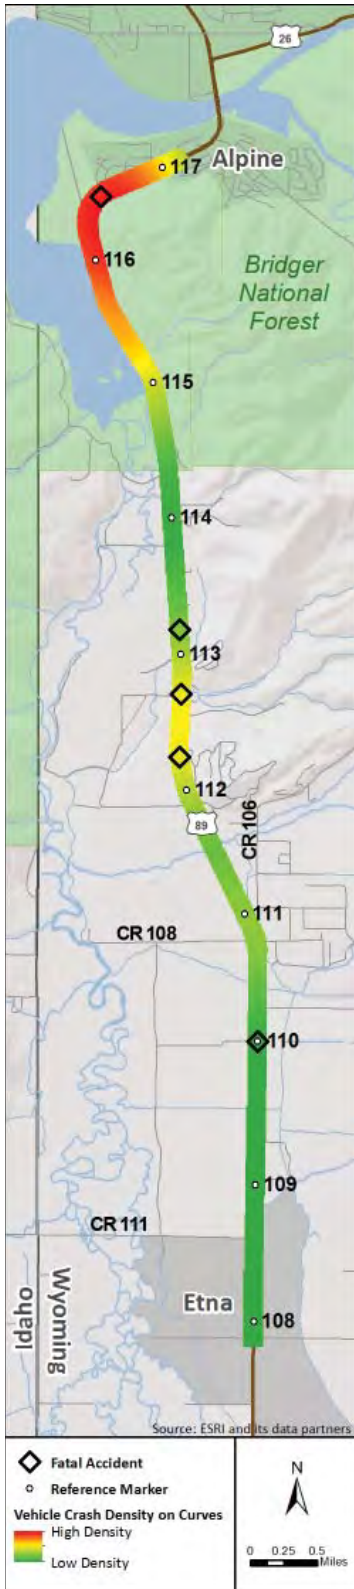 26
117 Alpine
116
Bridger
National
Forest
115
114
113
112
89
CR 106
111
CR 108
110
109
CR 111
Idaho
Wyoming
Etna
108
Source: ESRI and its data partners
Fatal Accident
Reference Marker
Vehicle Crash Density on Curves
High Density
Low Density
N
0 0.25 0.5
Miles